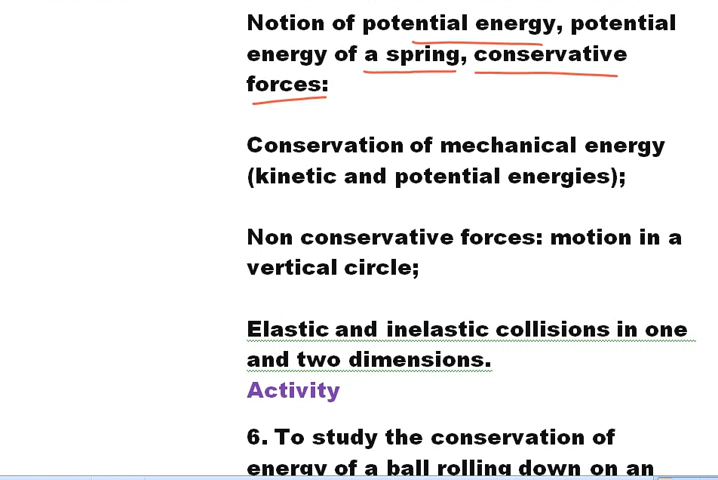 Notion of potential energy, potential
energy of a spring, conservative
forces:
Conservation of mechanical energy
(kinetic and potential energies);
Non conservative forces: motion in a
vertical circle;
Elastic and inelastic collisions in one
and two dimensions.
Activity
6. To study the conservation of
energy of a ball rolling down on an